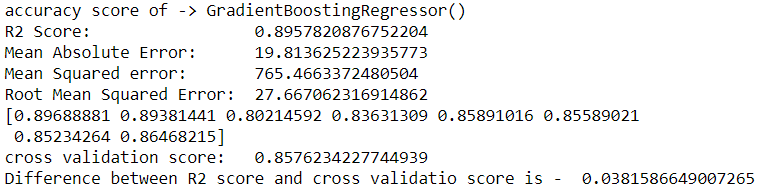 accuracy score of -> GradientBoostingRegressor()
R2 Score: 0.8957820876752204
Mean Absolute Error: 19.813625223935773
Mean Squared error: 765.4663372480504
Root Mean Squared Error: 27.667062316914862
[0.89688881 0.89381441 0.80214592 0.83631309 0.85891016 0.85589021
0.85234264 0.86468215]
cross validation score: 0.8576234227744939
Difference between R2 score and cross validatio score is - 0.0381586649007265